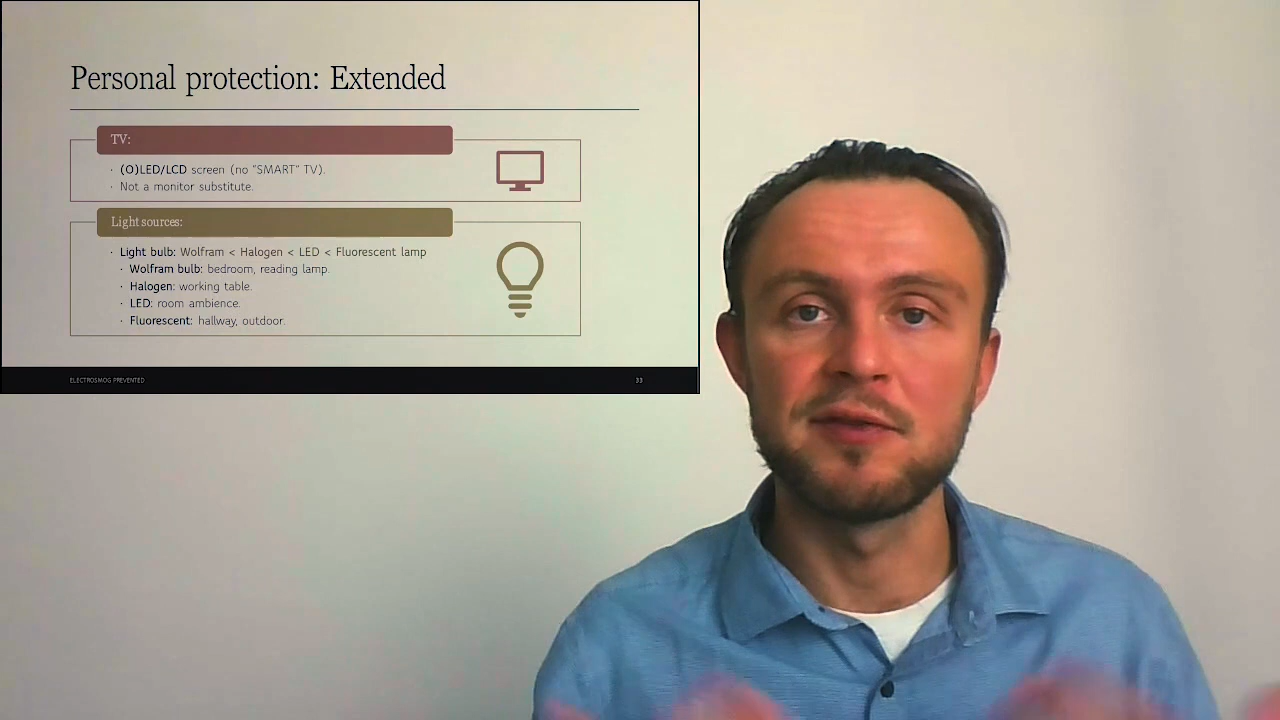 Personal protection: Extended
TV:
· (O)LED/LCD screen (no "SMART" TV).
· Not a monitor substitute.
Light sources:
· Light bulb: Wolfram < Halogen < LED < Fluorescent lamp
· Wolfram bulb: bedroom, reading lamp.
· Halogen: working table.
· LED: room ambience.
· Fluorescent: hallway, outdoor.
ELECTROSMOG PREVENTED
33